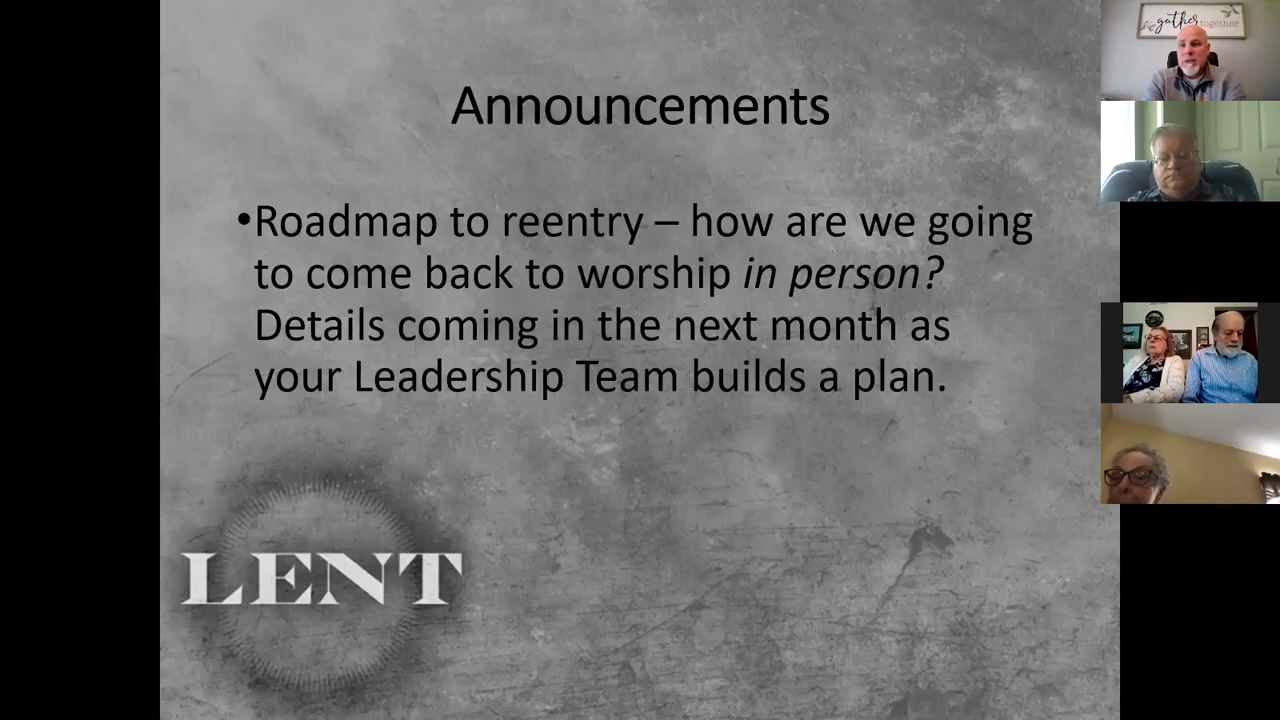 Announcements
•Roadmap to reentry – how are we going
to come back to worship in person?
Details coming in the next month as
your Leadership Team builds a plan.
LENT
gather together